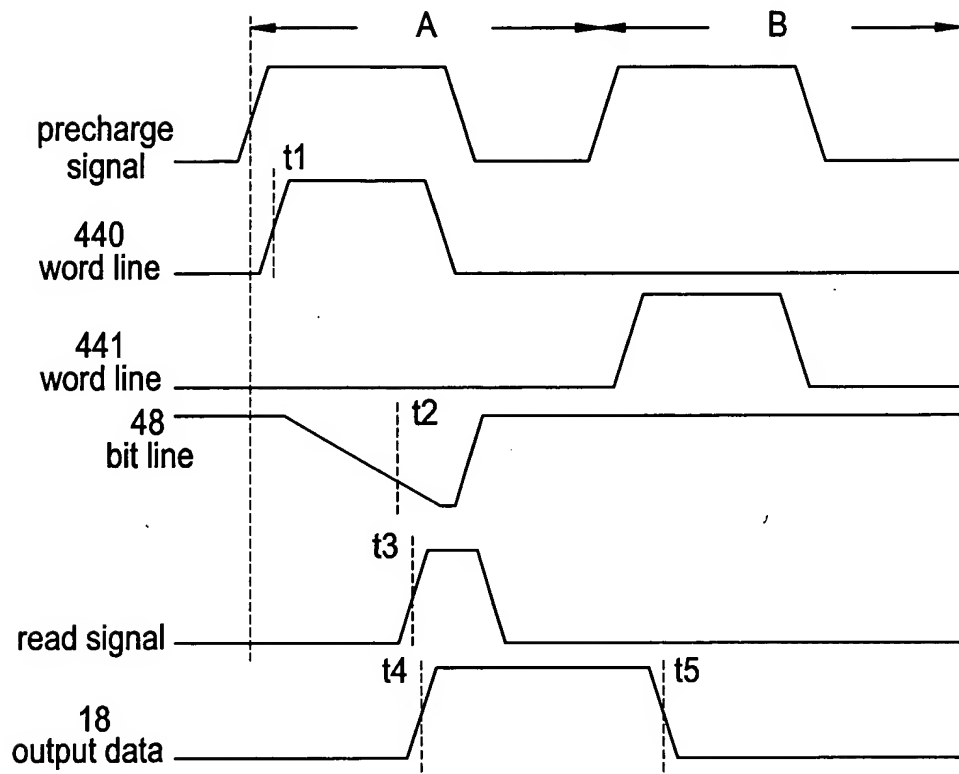 A
B
precharge
signal
t1
440
word line
441
word line
t2
48
bit line
t3
read signal
t4
t5
18
output data